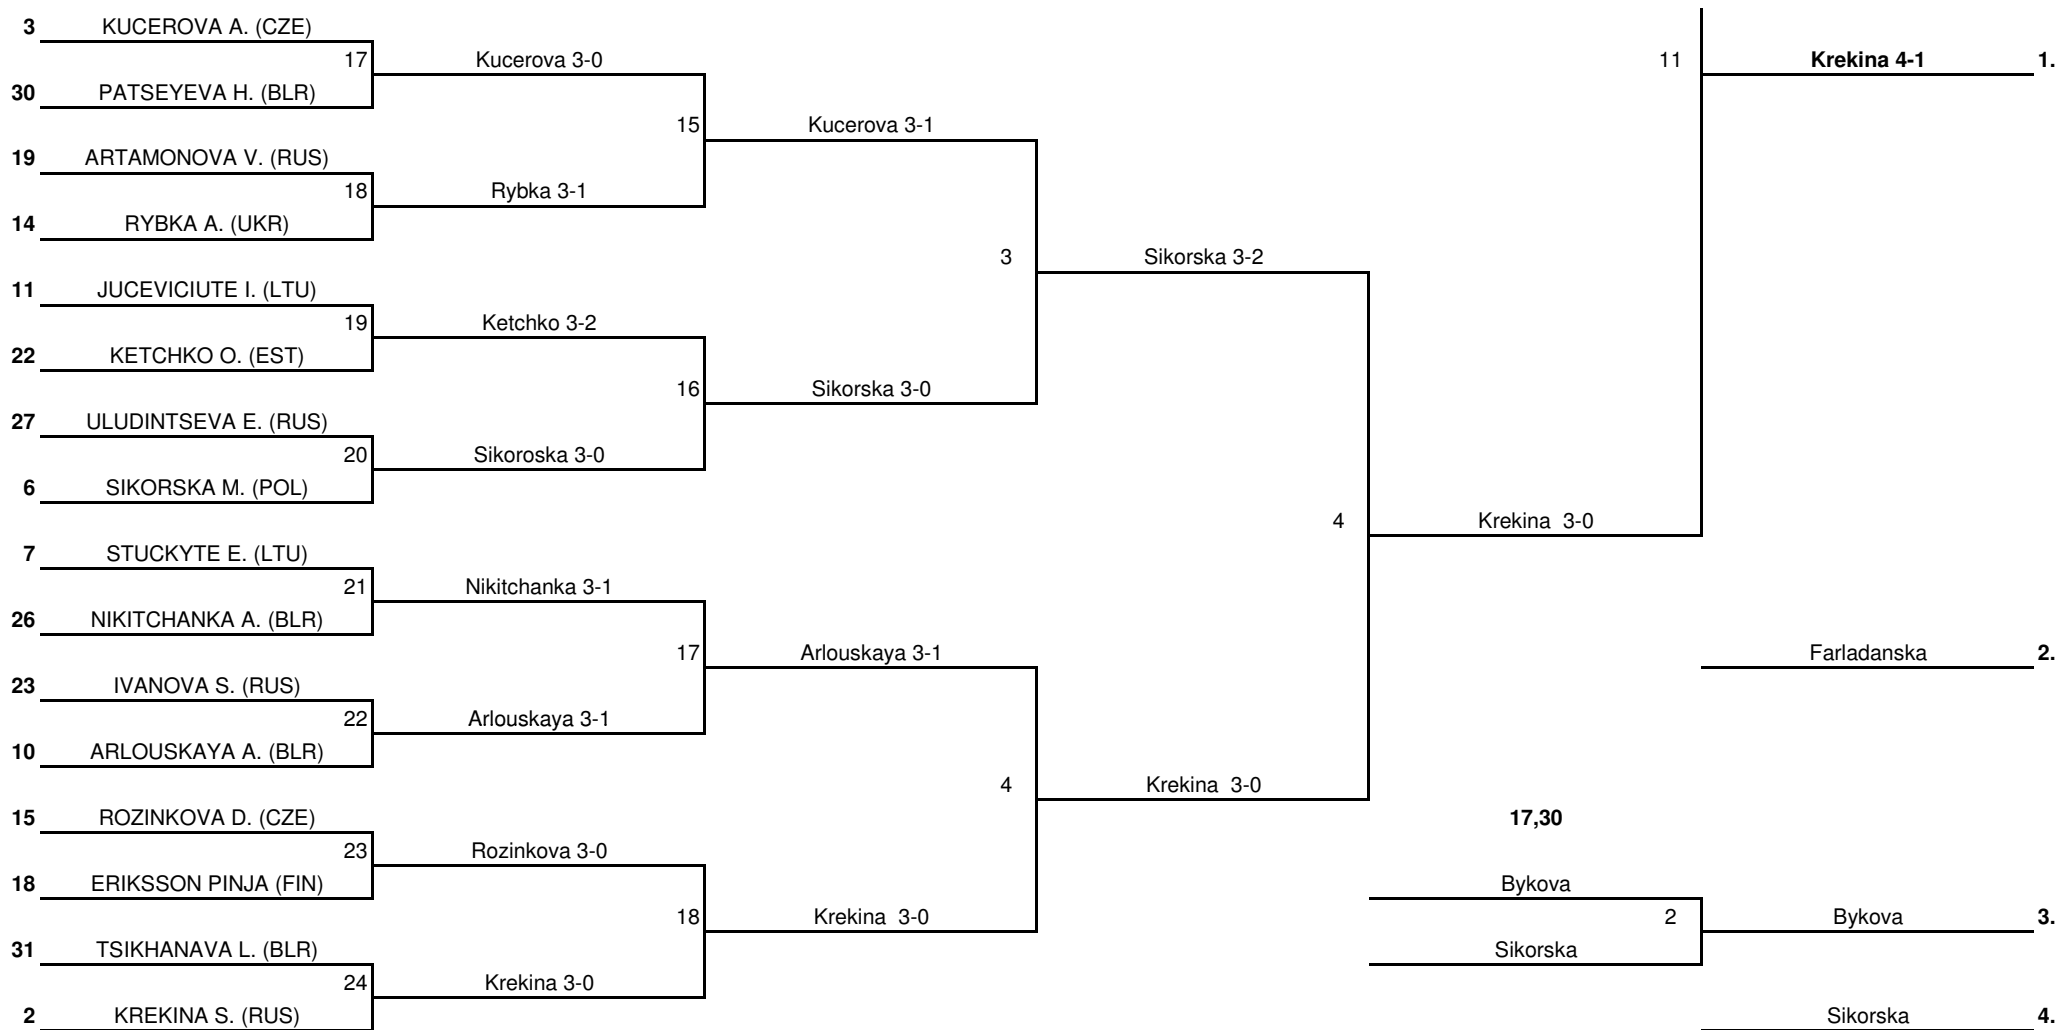 3 KUCEROVA A. (CZE)
17 Kucerova 3-0 11 Krekina 4-1 1.
30 PATSEYEVA H. (BLR)
15 Kucerova 3-1
19 ARTAMONOVA V. (RUS)
18 Rybka 3-1
14 RYBKA A. (UKR)
3 Sikorska 3-2
11 JUCEVICIUTE I. (LTU)
19 Ketchko 3-2
22 KETCHKO O. (EST)
16 Sikorska 3-0
27 ULUDINTSEVA E. (RUS)
20 Sikoroska 3-0
6 SIKORSKA M. (POL)
4 Krekina 3-0
7 STUCKYTE E. (LTU)
21 Nikitchanka 3-1
26 NIKITCHANKA A. (BLR)
17 Arlouskaya 3-1 Farladanska 2.
23 IVANOVA S. (RUS)
22 Arlouskaya 3-1
10 ARLOUSKAYA A. (BLR)
4 Krekina 3-0
15 ROZINKOVA D. (CZE) 17,30
23 Rozinkova 3-0
18 ERIKSSON PINJA (FIN) Bykova
18 Krekina 3-0 2 Bykova 3.
31 TSIKHANAVA L. (BLR) Sikorska
24 Krekina 3-0
2 KREKINA S. (RUS) Sikorska 4.